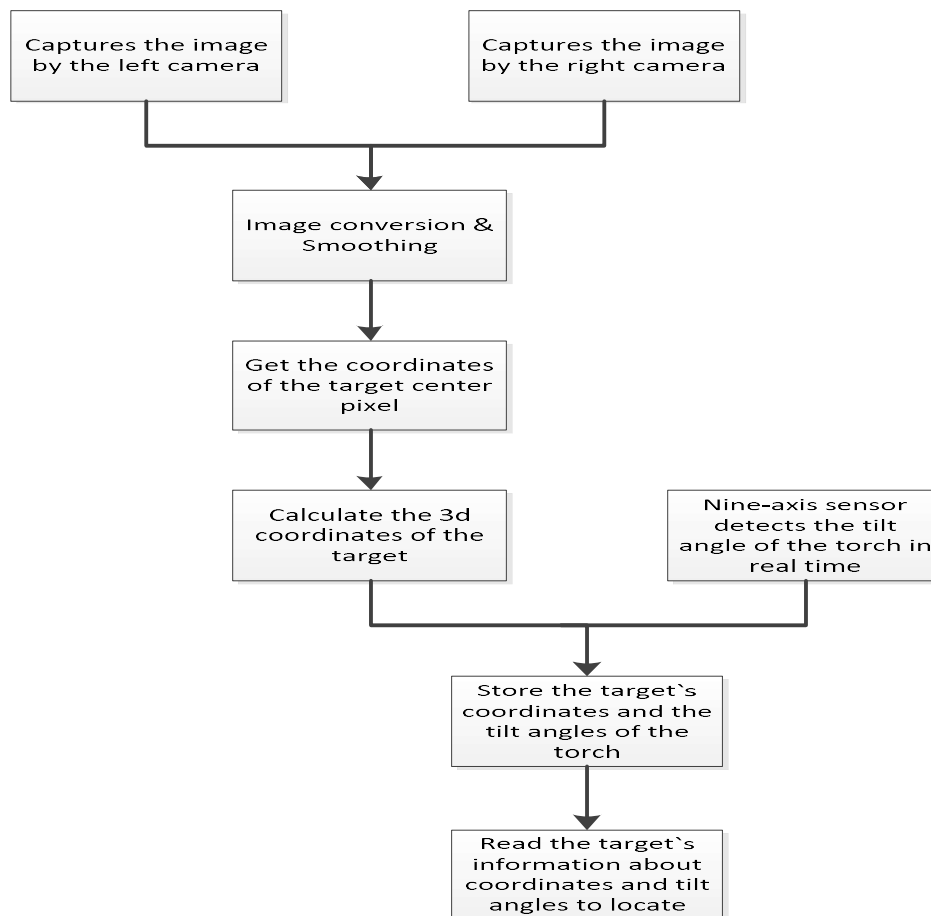 Captures the image
by the left camera
Captures the image
by the right camera
Image conversion &
Smoothing
Get the coordinates
of the target center
pixel
Calculate the 3d
coordinates of the
target
Nine-axis sensor
detects the tilt
angle of the torch in
real time
Store the target`s
coordinates and the
tilt angles of the
torch
Read the target`s
information about
coordinates and tilt
angles to locate